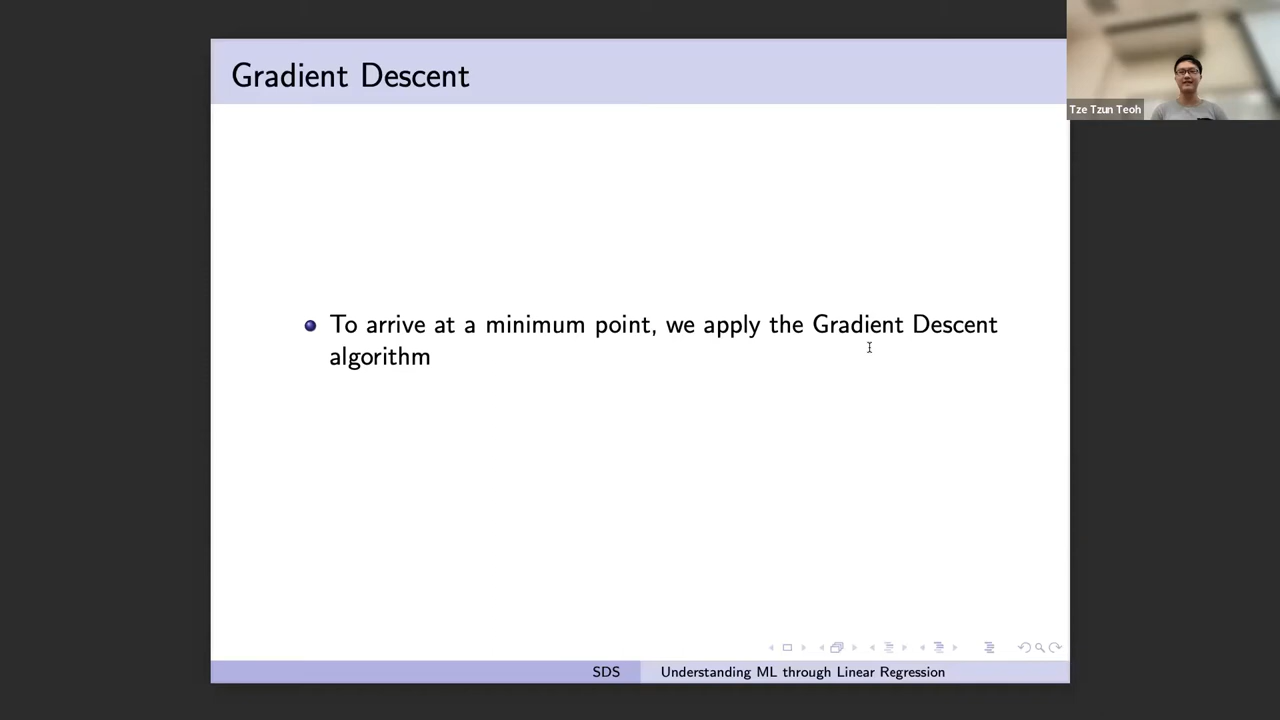 Gradient Descent
Tze Tzun Teoh
To arrive at a minimum point, we apply the Gradient Descent
algorithm
SDS
Understanding ML through Linear Regression